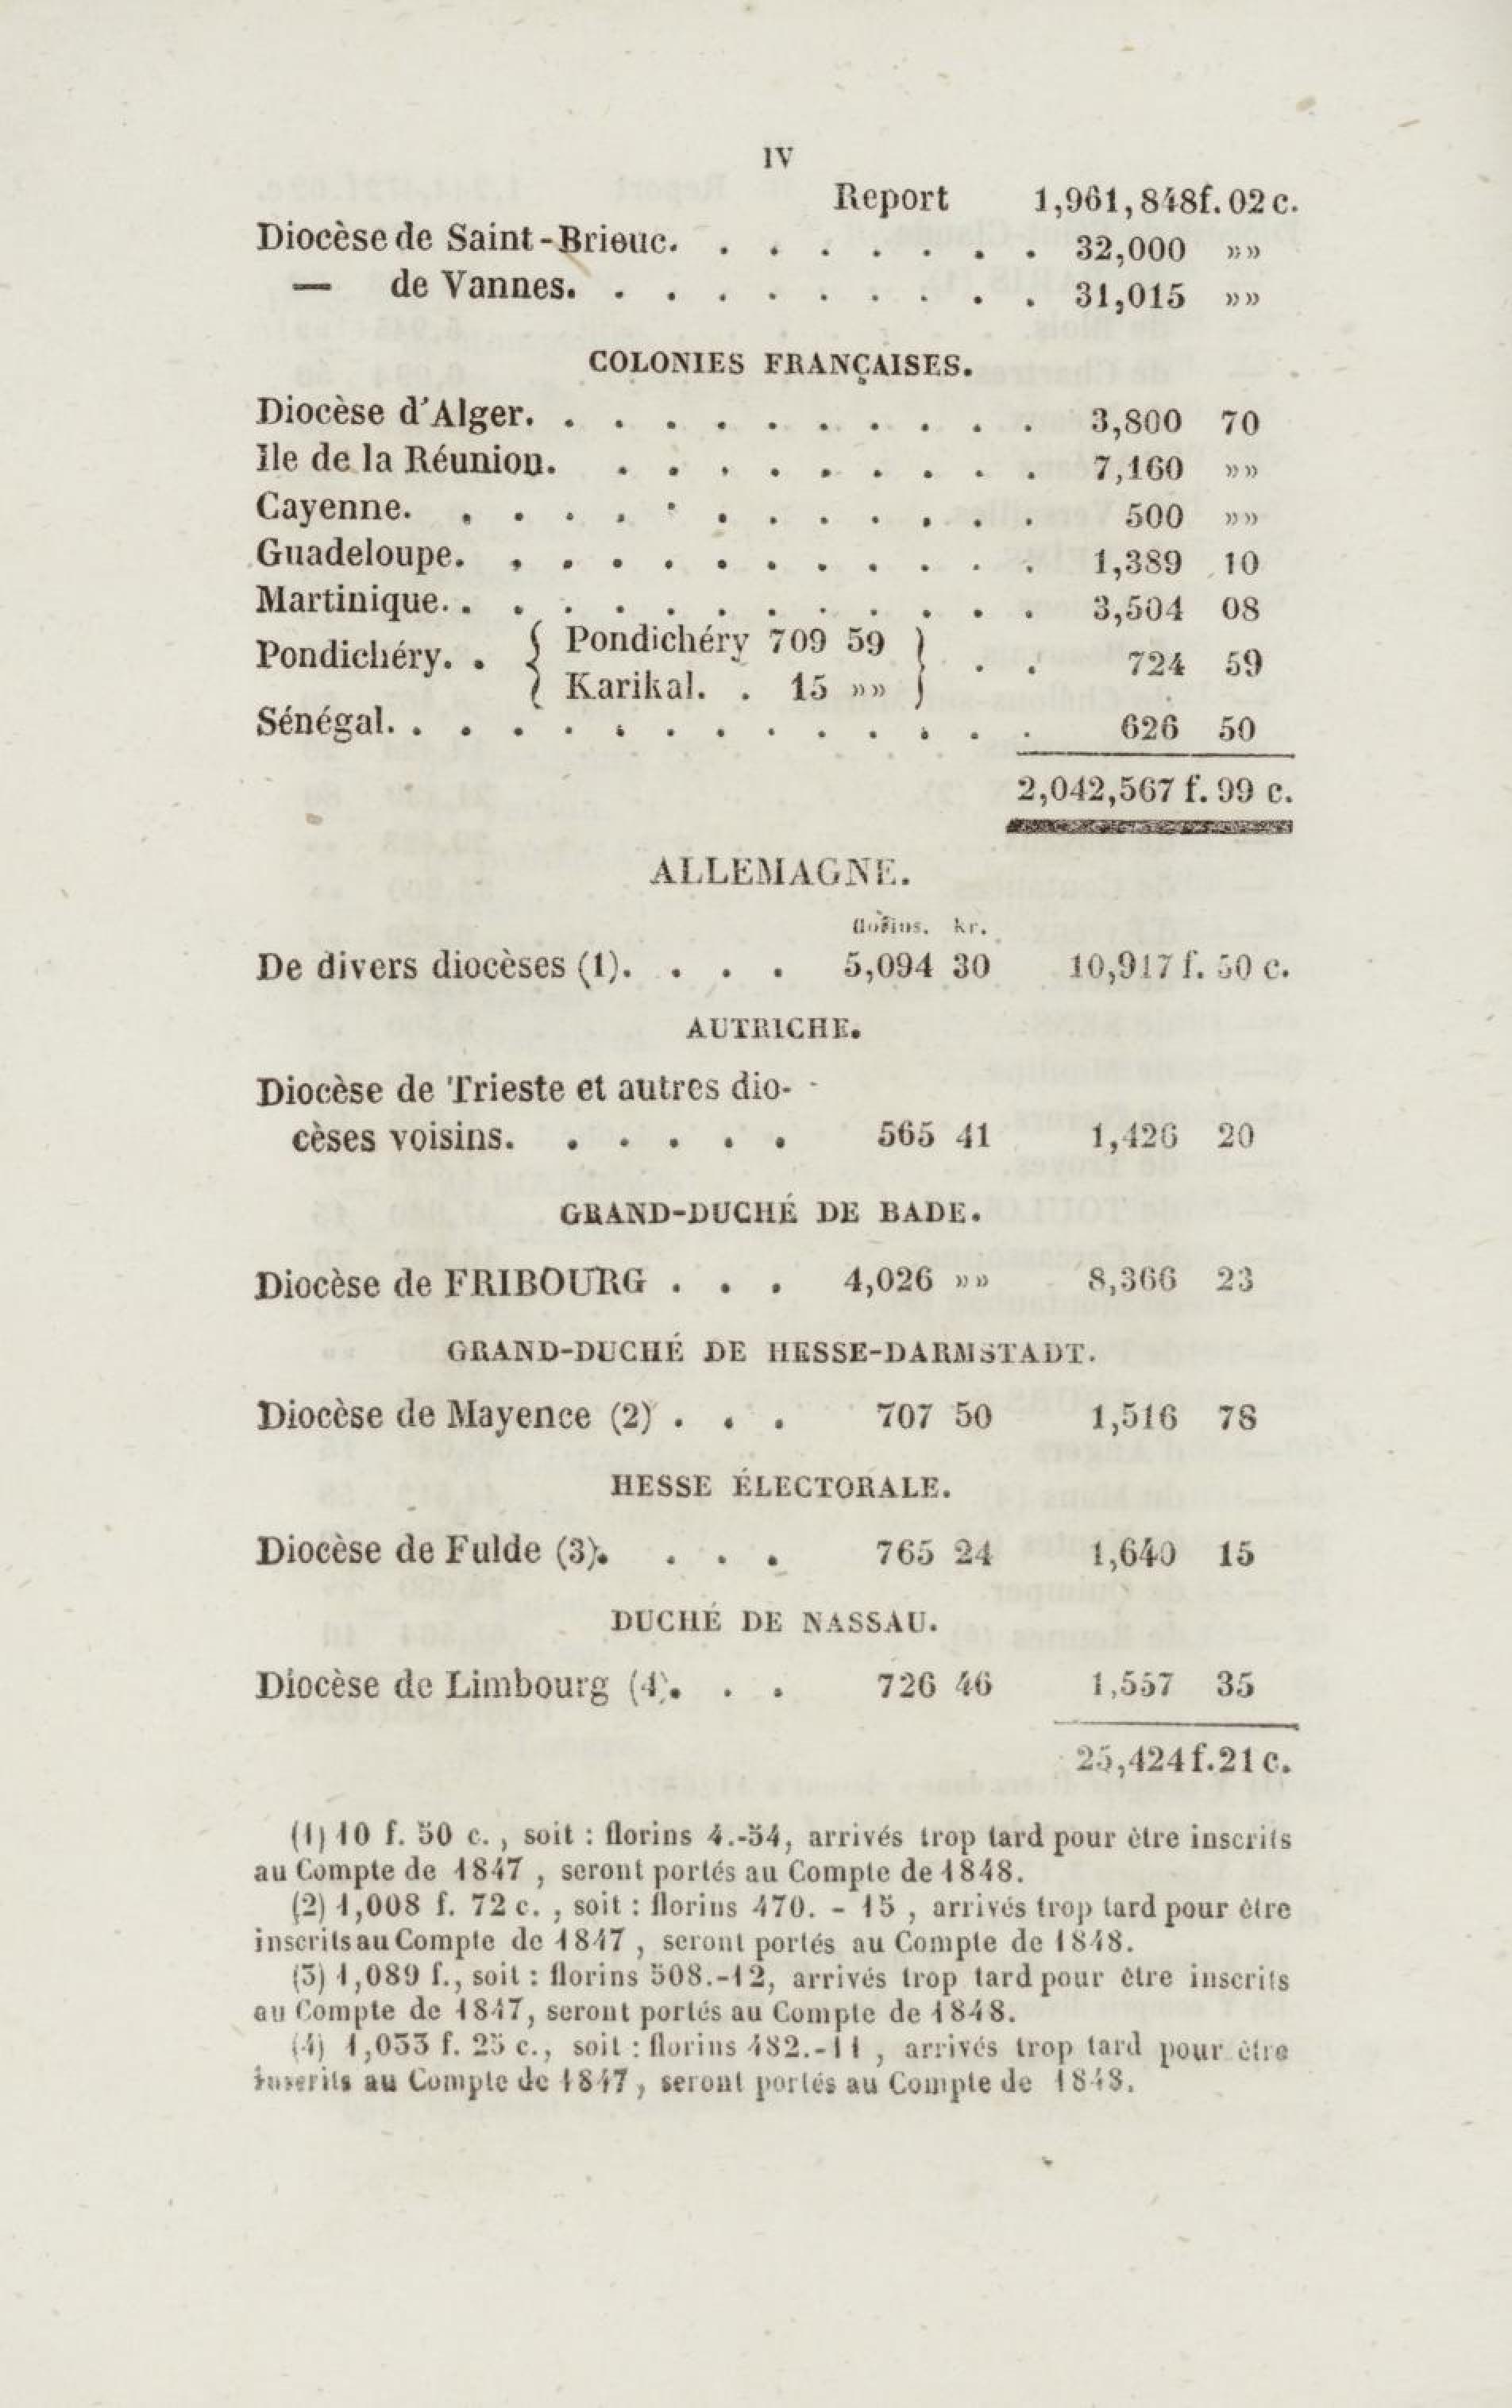 IV
Report 1,961,848f. 02 c.
Diocèse de Saint-Brieuc. . . . . . . . 32,000 »»
— de Vannes. . . . . . . . . . 31,015 »»
COLONIES FRANÇAISES.
Diocèse d'Alger. . . . . . . . . . . 3,800 70
Ile de la Réunion. . . . . . . . . . 7,160 »»
Cayenne. . . . . . . . . . . . . 500 »»
Guadeloupe. . . . . . . . . . . . 1,389 10
Martinique. . . . . . . . . . . . . 3,504 08
Pondichéry. . { Pondichéry 709 59 } . . 724 59
Karikal. . 15 »»
Sénégal. . . . . . . . . . . . . . 626 50
2,042,567 f. 99 c.
ALLEMAGNE.
florins. kr.
De divers diocèses (1). . . . 5,094 30 10,917 f. 50 c.
AUTRICHE.
Diocèse de Trieste et autres dio-
cèses voisins. . . . . . 565 41 1,426 20
GRAND-DUCHÉ DE BADE.
Diocèse de FRIBOURG . . . 4,026 »» 8,366 23
GRAND-DUCHÉ DE HESSE-DARMSTADT.
Diocèse de Mayence (2) . . . 707 50 1,516 78
HESSE ÉLECTORALE.
Diocèse de Fulde (3). . . . 765 24 1,640 15
DUCHÉ DE NASSAU.
Diocèse de Limbourg (4). . . 726 46 1,557 35
25,424 f. 21 c.
(1) 10 f. 50 c., soit : florins 4.-54, arrivés trop tard pour être inscrits
au Compte de 1847, seront portés au Compte de 1848.
(2) 1,008 f. 72 c., soit : florins 470. - 15, arrivés trop tard pour être
inscrits au Compte de 1847, seront portés au Compte de 1848.
(3) 1,089 f., soit : florins 508.-12, arrivés trop tard pour être inscrits
au Compte de 1847, seront portés au Compte de 1848.
(4) 1,033 f. 25 c., soit : florins 482.-11, arrivés trop tard pour être
inscrits au Compte de 1847, seront portés au Compte de 1848.